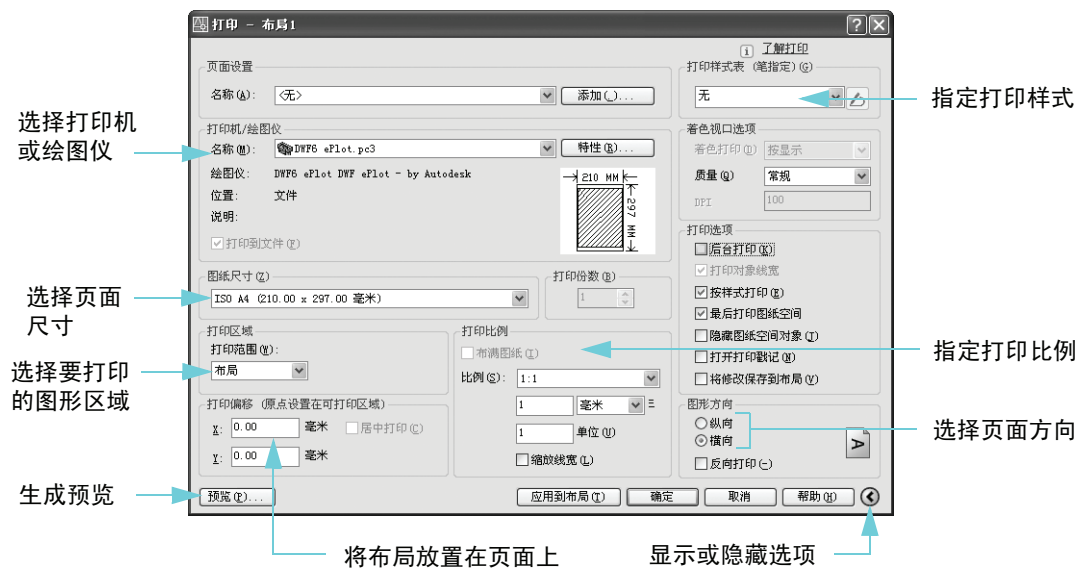 打印 - 布局1
了解打印
页面设置
名称(A): <无> 添加(.)...
打印样式表 (笔指定)(G)
无
指定打印样式
选择打印机
或绘图仪
打印机/绘图仪
名称(M): DWF6 ePlot.pc3 特性(R)...
绘图仪: DWF6 ePlot DWF ePlot - by Autodesk
位置: 文件
说明:
打印到文件(F)
210 MM
297 MM
着色视口选项
着色打印(D) 按显示
质量(Q) 常规
DPI 100
选择页面
尺寸
图纸尺寸(Z)
ISO A4 (210.00 x 297.00 毫米)
打印份数(B)
1
打印选项
后台打印(K)
打印对象线宽
按样式打印(E)
最后打印图纸空间
隐藏图纸空间对象(J)
打开打印戳记(N)
将修改保存到布局(V)
选择要打印
的图形区域
打印区域
打印范围(W):
布局
打印比例
布满图纸(I)
比例(S): 1:1
1 毫米 =
1 单位(U)
缩放线宽(L)
指定打印比例
打印偏移 (原点设置在可打印区域)
X: 0.00 毫米 居中打印(C)
Y: 0.00 毫米
图形方向
纵向
横向
反向打印(-)
A
选择页面方向
生成预览
预览(P)...
应用到布局(T) 确定 取消 帮助(H)
将布局放置在页面上
显示或隐藏选项